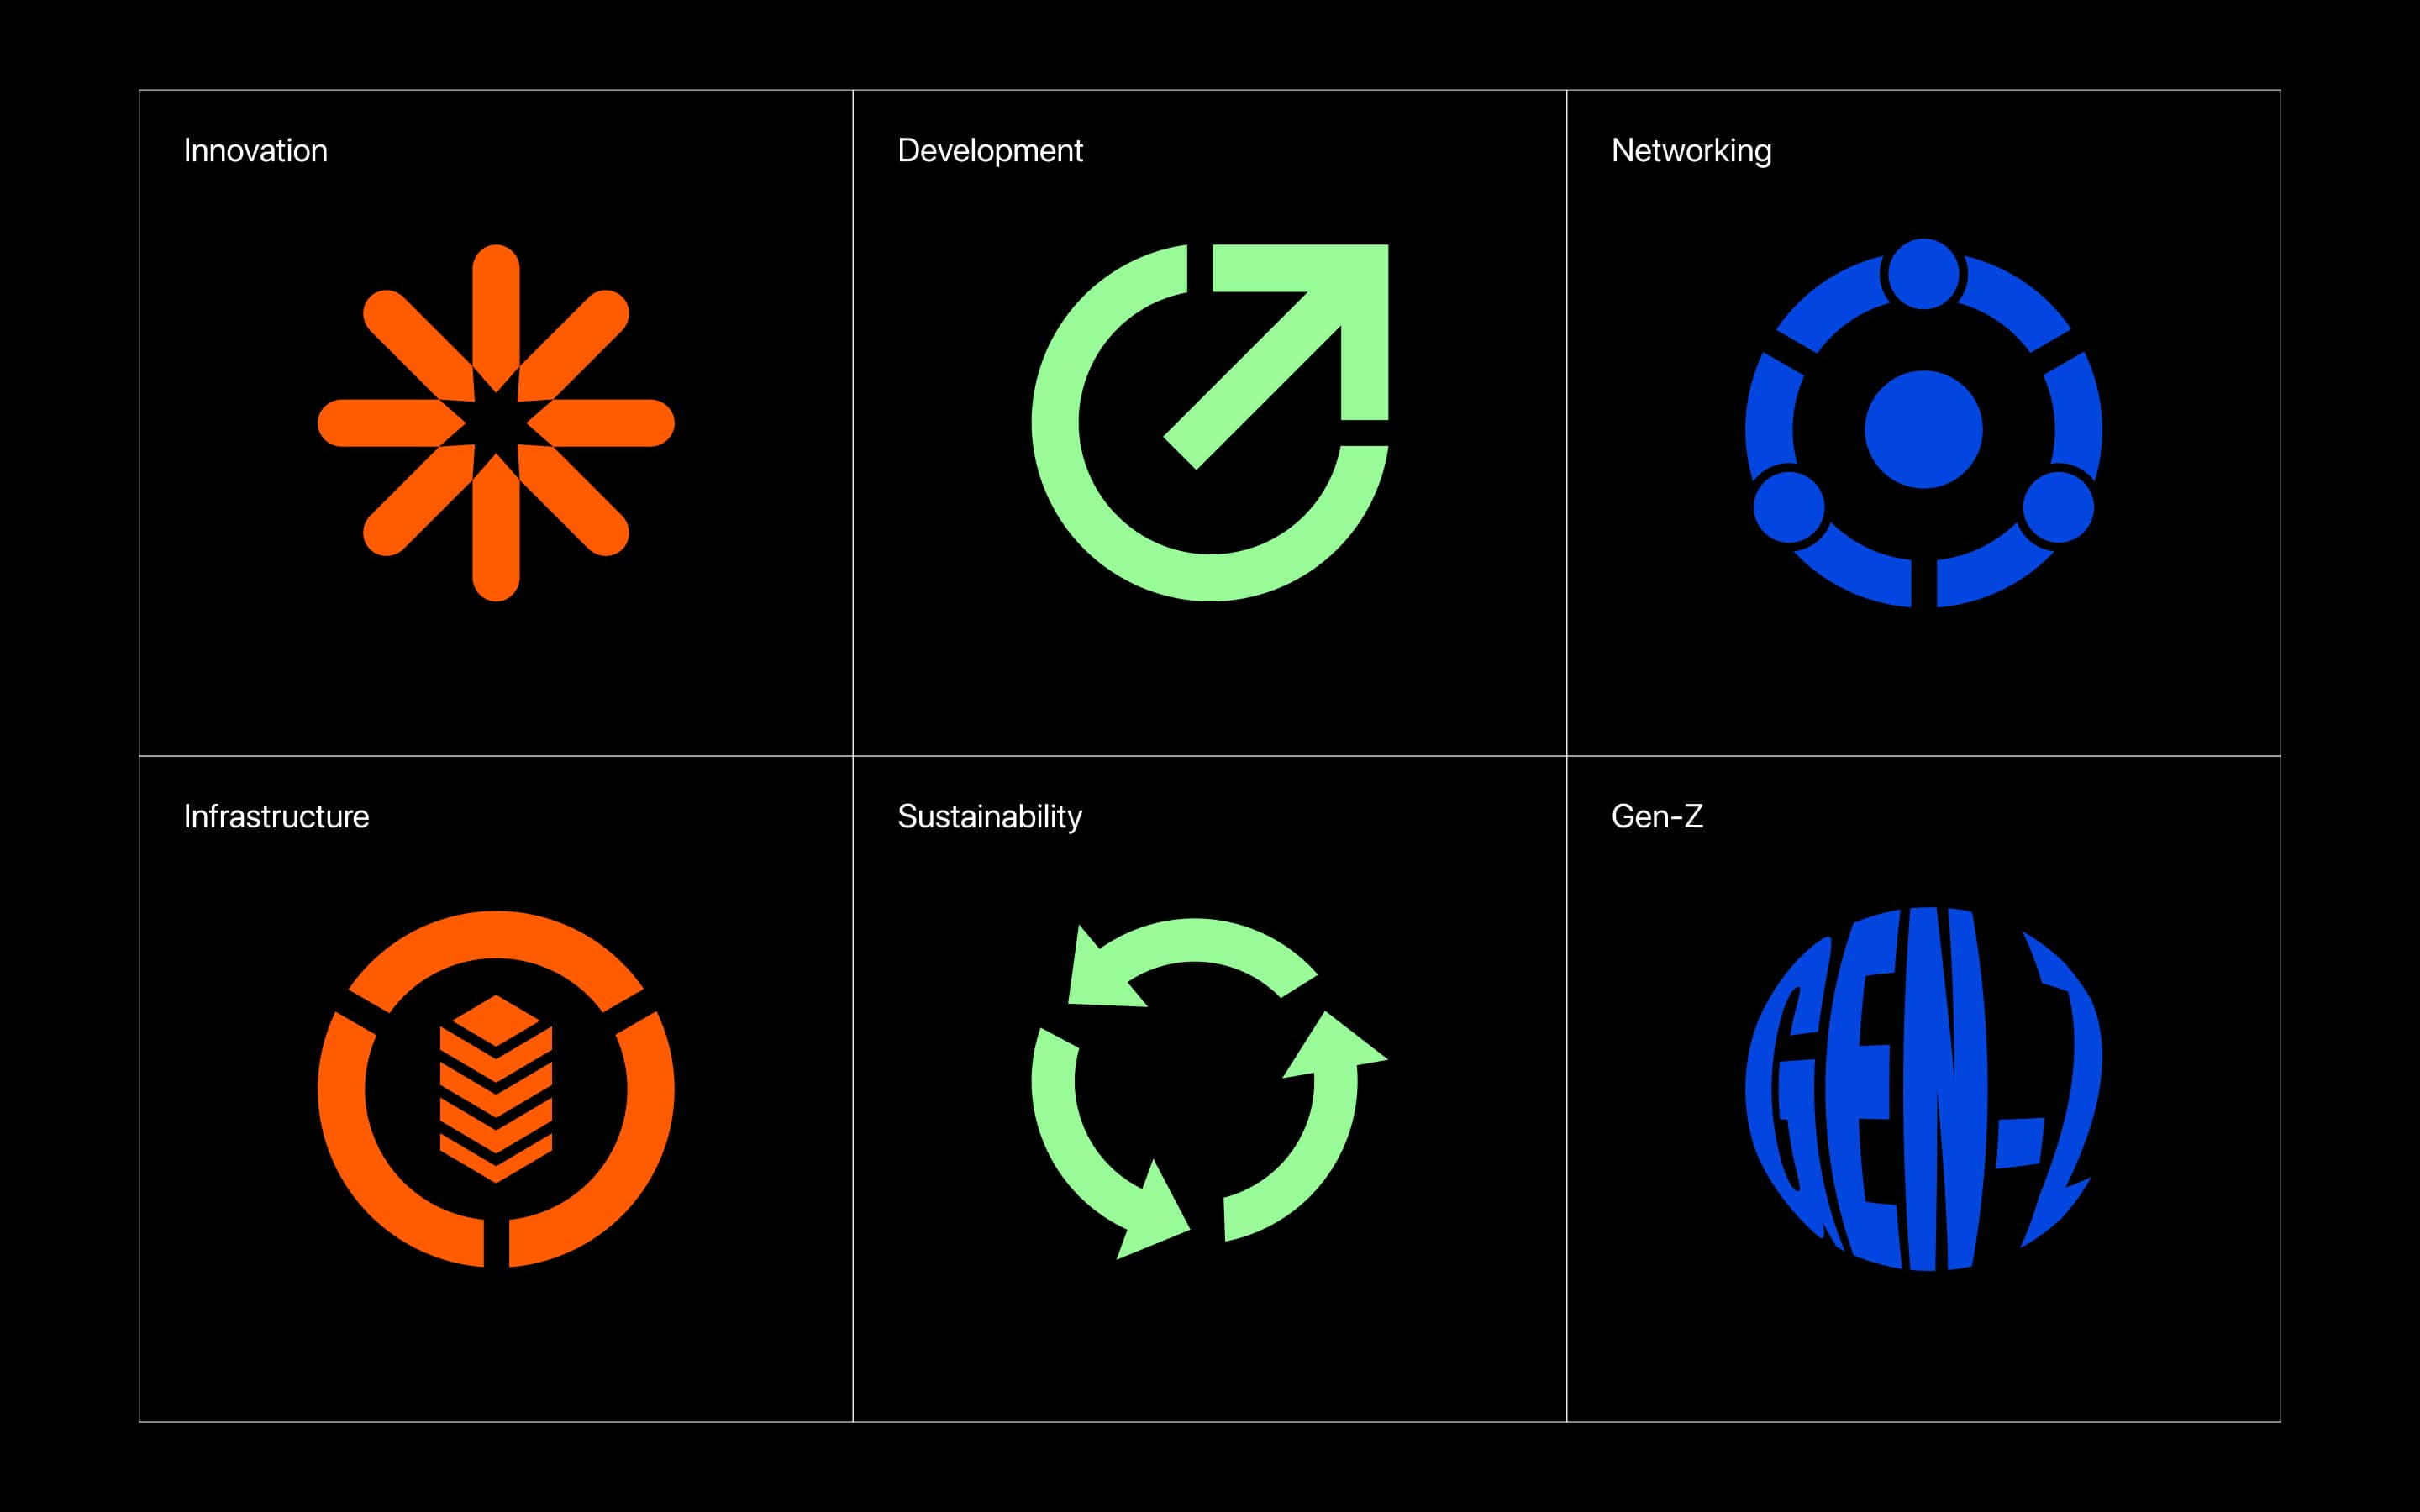 Innovation
Development
Networking
Infrastructure
Sustainability
Gen-Z
GEN-Z